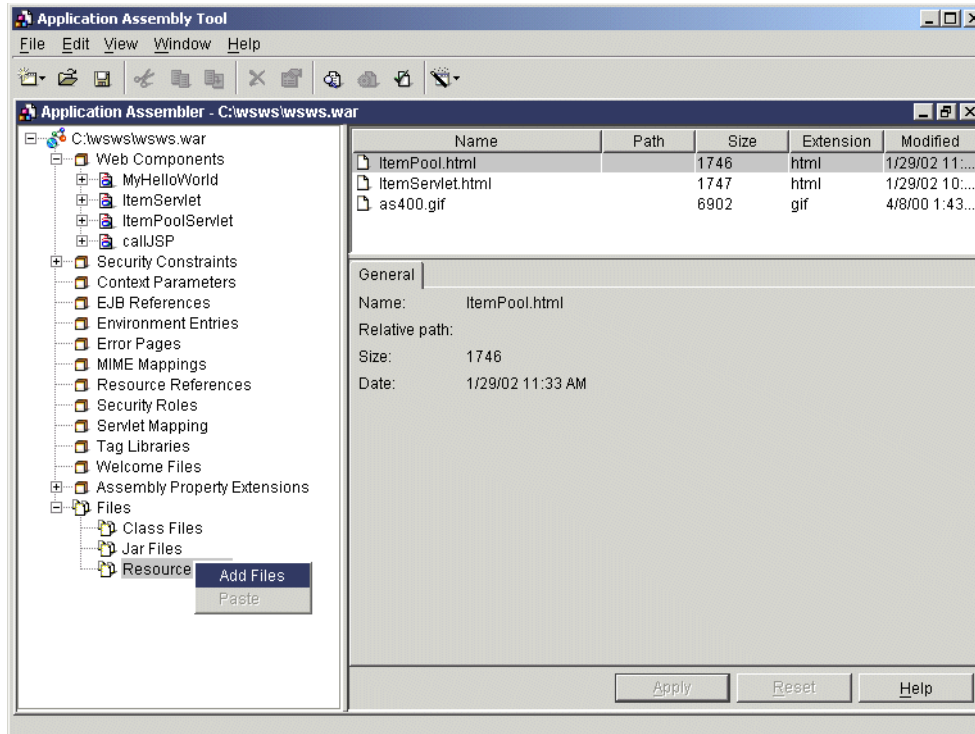 Application Assembly Tool
File Edit View Window Help
Application Assembler - C:\wsws\wsws.war
C:\wsws\wsws.war
Web Components
MyHelloWorld
ItemServlet
ItemPoolServlet
callJSP
Security Constraints
Context Parameters
EJB References
Environment Entries
Error Pages
MIME Mappings
Resource References
Security Roles
Servlet Mapping
Tag Libraries
Welcome Files
Assembly Property Extensions
Files
Class Files
Jar Files
Resource
Add Files
Paste
Name Path Size Extension Modified
ItemPool.html 1746 html 1/29/02 11:...
ItemServlet.html 1747 html 1/29/02 10:...
as400.gif 6902 gif 4/8/00 1:43...
General
Name: ItemPool.html
Relative path:
Size: 1746
Date: 1/29/02 11:33 AM
Apply Reset Help